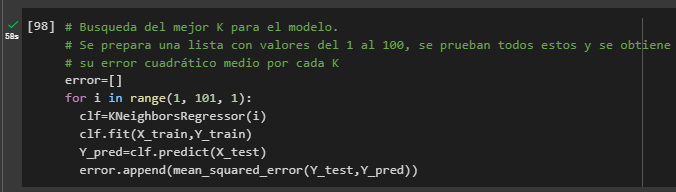 [98] # Busqueda del mejor K para el modelo.
# Se prepara una lista con valores del 1 al 100, se prueban todos estos y se obtiene
# su error cuadrático medio por cada K
error=[]
for i in range(1, 101, 1):
  clf=KNeighborsRegressor(i)
  clf.fit(X_train,Y_train)
  Y_pred=clf.predict(X_test)
  error.append(mean_squared_error(Y_test,Y_pred))
58s